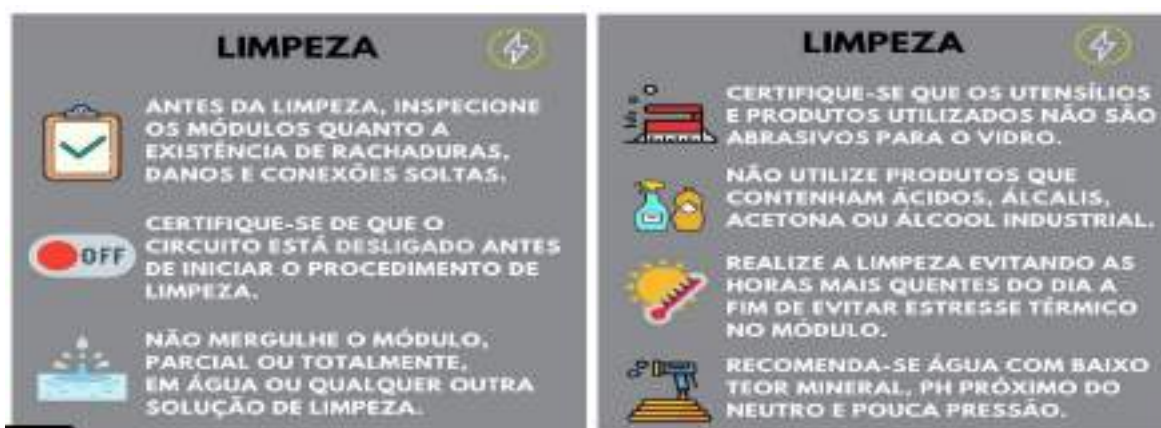 LIMPEZA
ANTES DA LIMPEZA, INSPECIONE
OS MÓDULOS QUANTO A
EXISTÊNCIA DE RACHADURAS,
DANOS E CONEXÕES SOLTAS.
OFF
CERTIFIQUE-SE DE QUE O
CIRCUITO ESTÁ DESLIGADO ANTES
DE INICIAR O PROCEDIMENTO DE
LIMPEZA.
NÃO MERGULHE O MÓDULO,
PARCIAL OU TOTALMENTE,
EM ÁGUA OU QUALQUER OUTRA
SOLUÇÃO DE LIMPEZA.
LIMPEZA
CERTIFIQUE-SE QUE OS UTENSÍLIOS
E PRODUTOS UTILIZADOS NÃO SÃO
ABRASIVOS PARA O VIDRO.
NÃO UTILIZE PRODUTOS QUE
CONTENHAM ÁCIDOS, ÁLCALIS,
ACETONA OU ÁLCOOL INDUSTRIAL.
REALIZE A LIMPEZA EVITANDO AS
HORAS MAIS QUENTES DO DIA A
FIM DE EVITAR ESTRESSE TÉRMICO
NO MÓDULO.
RECOMENDA-SE ÁGUA COM BAIXO
TEOR MINERAL, PH PRÓXIMO DO
NEUTRO E POUCA PRESSÃO.